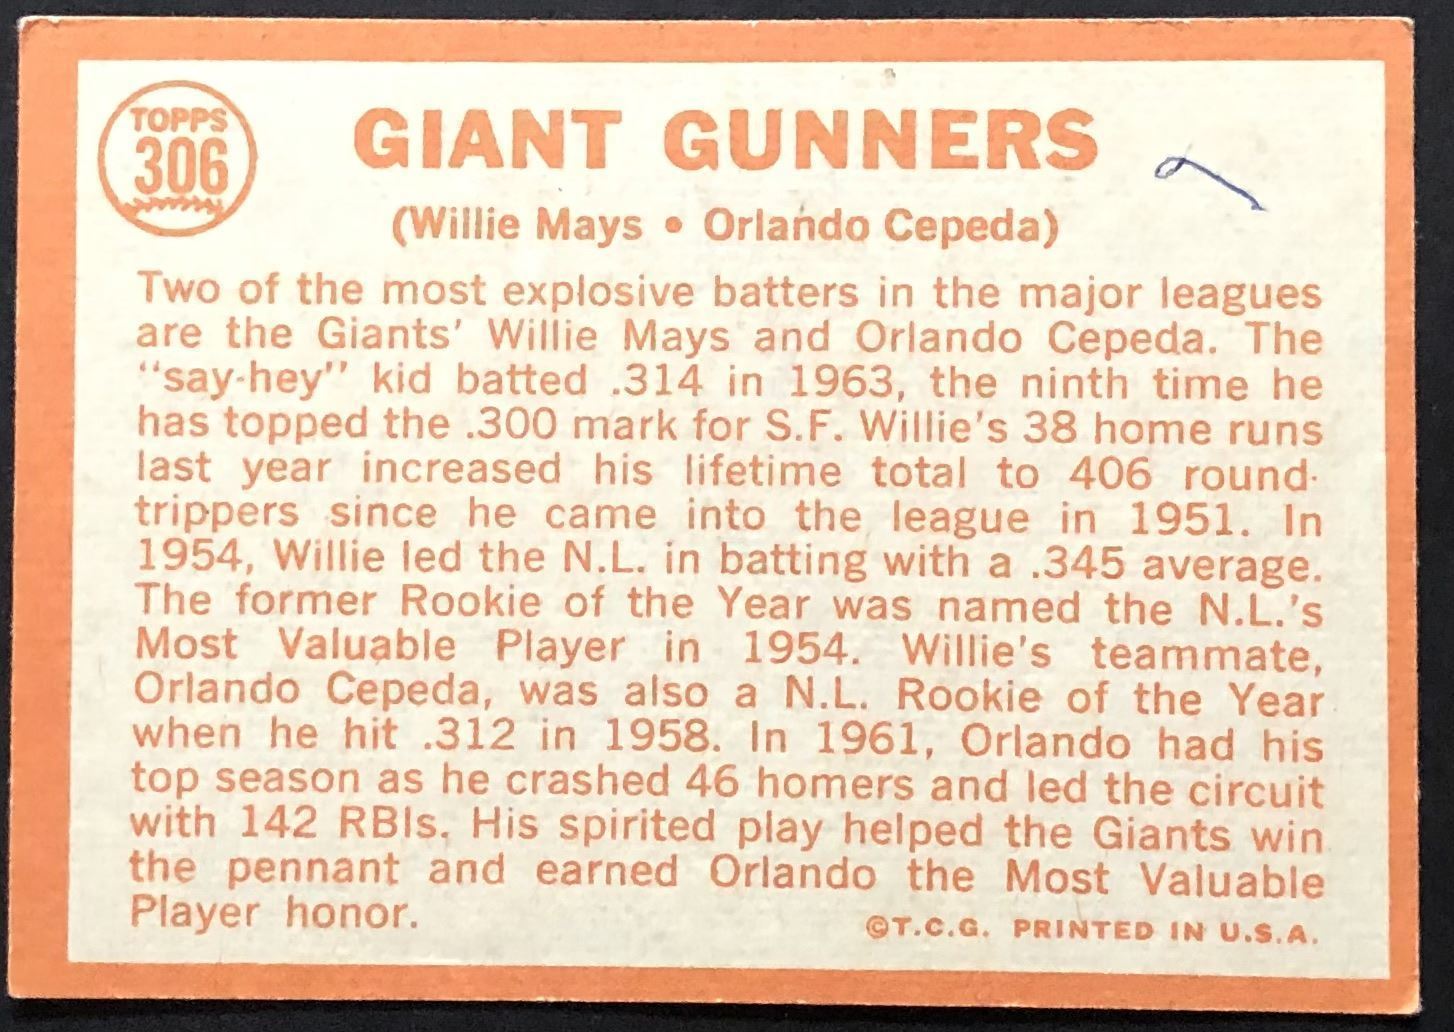 TOPPS
306
GIANT GUNNERS
(Willie Mays • Orlando Cepeda)
Two of the most explosive batters in the major leagues
are the Giants' Willie Mays and Orlando Cepeda. The
"say-hey" kid batted .314 in 1963, the ninth time he
has topped the .300 mark for S.F. Willie's 38 home runs
last year increased his lifetime total to 406 round-
trippers since he came into the league in 1951. In
1954, Willie led the N.L. in batting with a .345 average.
The former Rookie of the Year was named the N.L.'s
Most Valuable Player in 1954. Willie's teammate,
Orlando Cepeda, was also a N.L. Rookie of the Year
when he hit .312 in 1958. In 1961, Orlando had his
top season as he crashed 46 homers and led the circuit
with 142 RBIs. His spirited play helped the Giants win
the pennant and earned Orlando the Most Valuable
Player honor.
©T.C.G. PRINTED IN U.S.A.